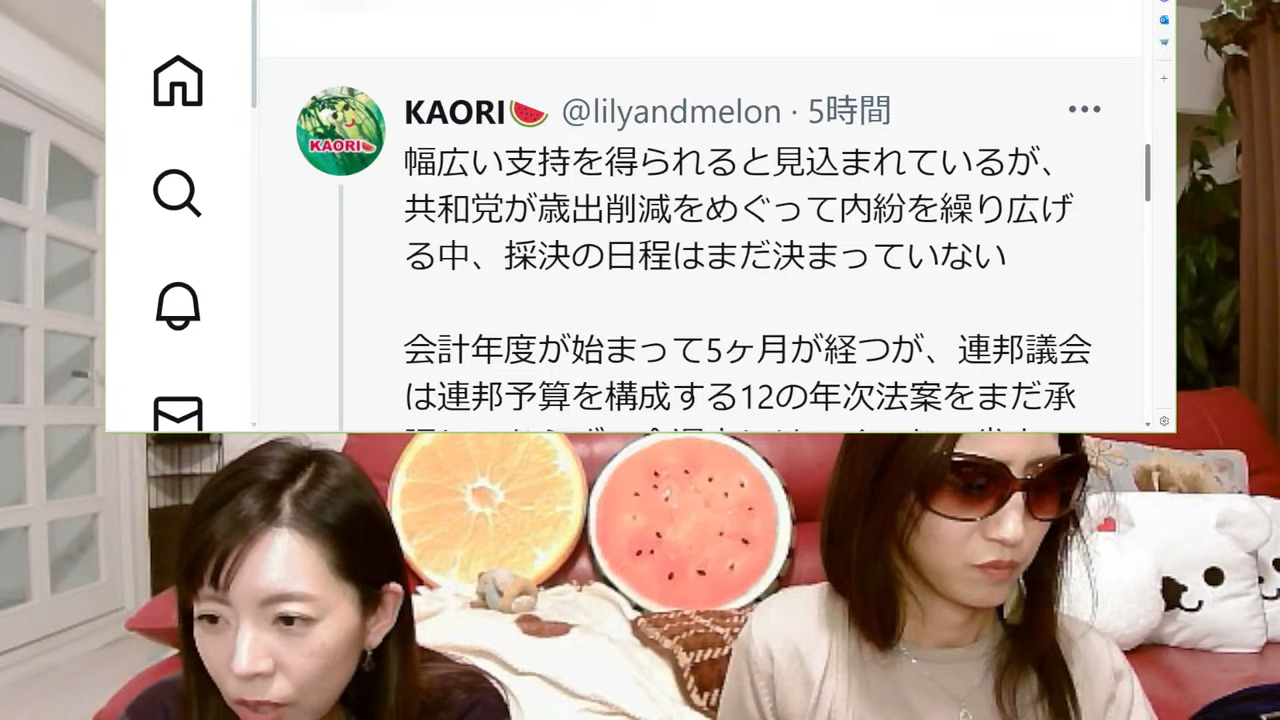 KAORI🍉 @lilyandmelon · 5時間
KAORI🍉
幅広い支持を得られると見込まれているが、
共和党が歳出削減をめぐって内紛を繰り広げ
る中、採決の日程はまだ決まっていない
会計年度が始まって5ヶ月が経つが、連邦議会
は連邦予算を構成する12の年次法案をまだ承